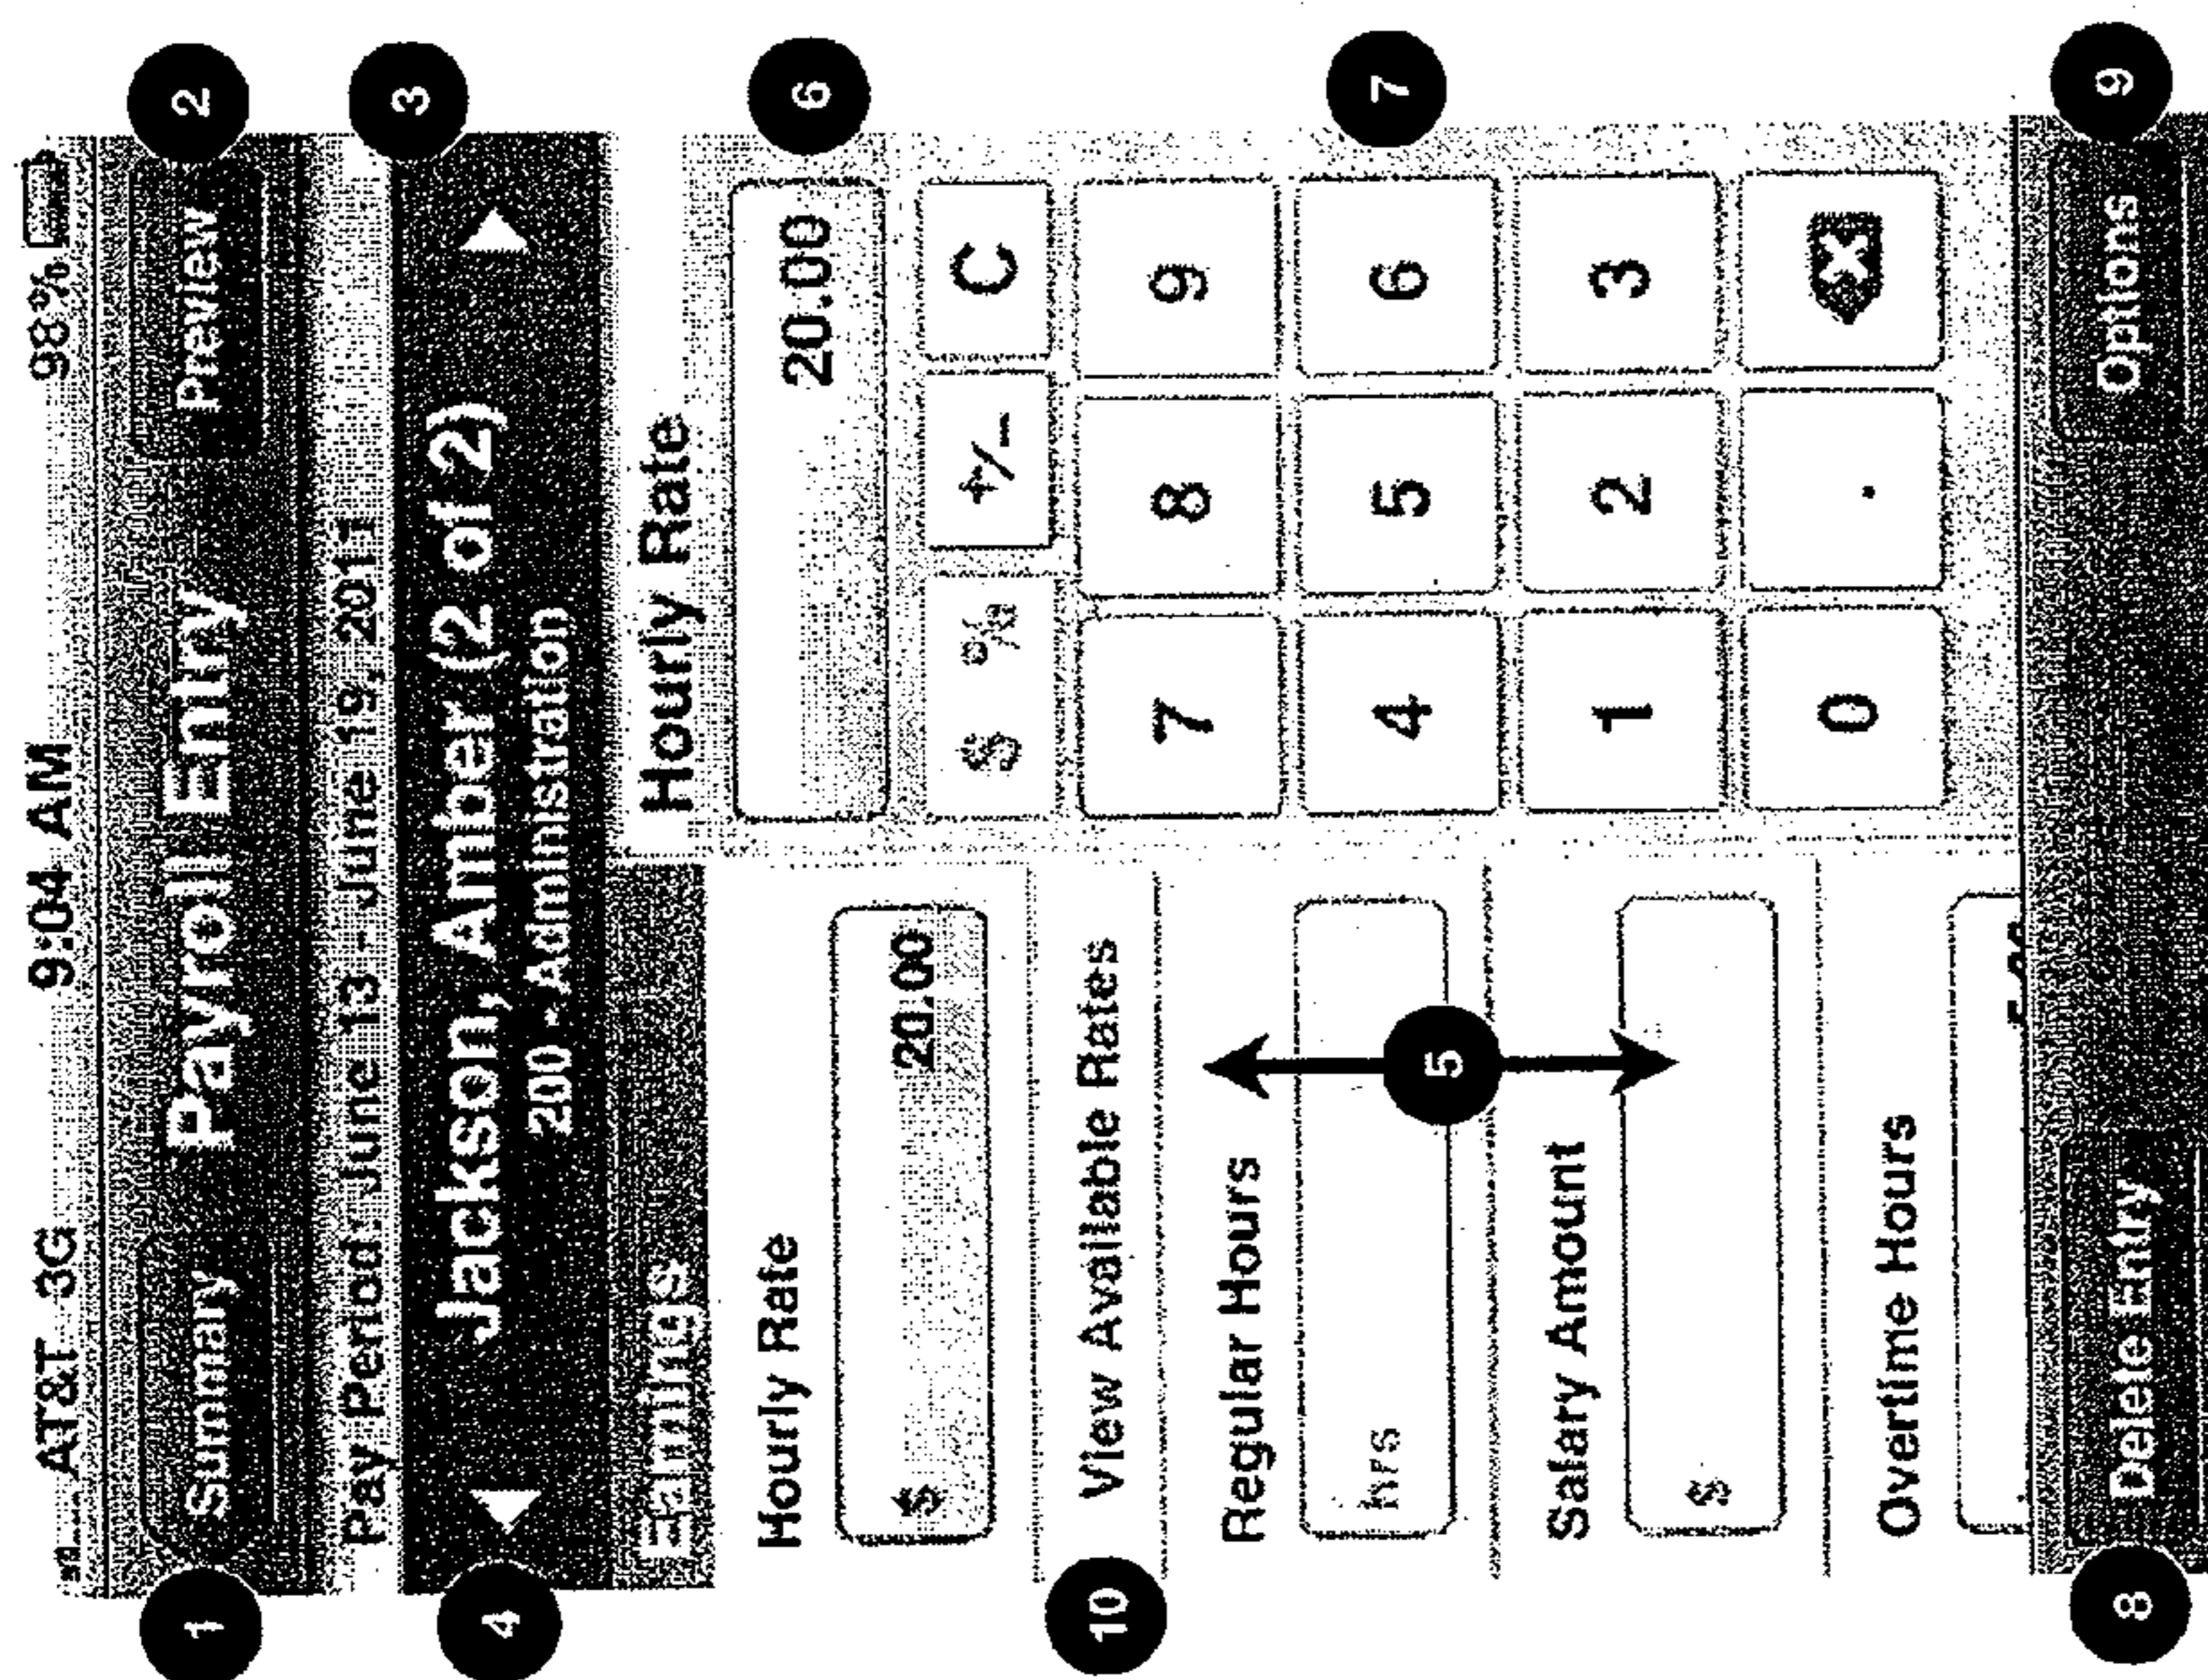 AT&T 3G 9:04 AM 98%
1 Summary Payroll Entry Preview 2
Pay Period: June 13 - June 19, 2011
3
4 Jackson, Amber (2 of 2)
200 - Administration
Earnings
Hourly Rate
Hourly Rate
$ 20.00
20.00 6
10 View Available Rates
$ % +/- C
7 8 9
Regular Hours
hrs
5
4 5 6
7
Salary Amount
$
1 2 3
Overtime Hours
0 . X
8 Delete Entry Options 9